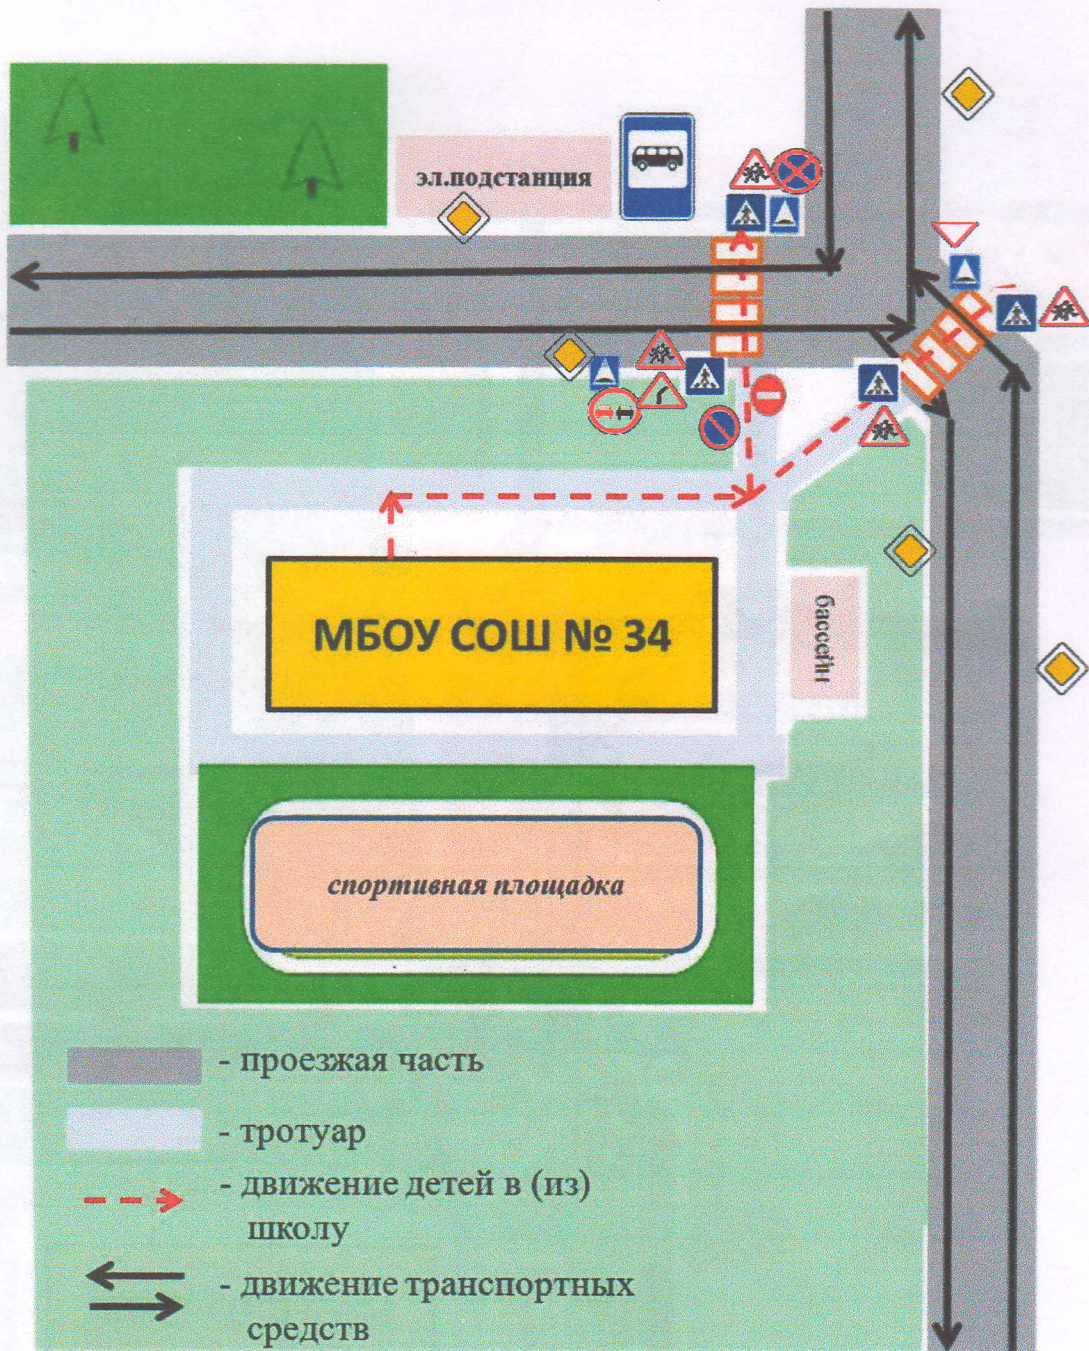 эл.подстанция
МБОУ СОШ № 34
бассейн
спортивная площадка
- проезжая часть
- тротуар
- движение детей в (из)
школу
- движение транспортных
средств